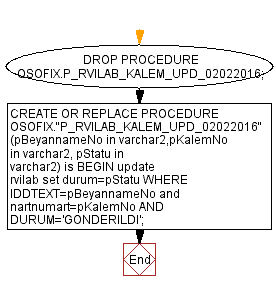 DROP PROCEDURE
OSOFIX.P_RVILAB_KALEM_UPD_02022016;
CREATE OR REPLACE PROCEDURE
OSOFIX."P_RVILAB_KALEM_UPD_02022016"
(pBeyannameNo in varchar2,pKalemNo
in varchar2, pStatu in
varchar2) is BEGIN update
rvilab set durum=pStatu WHERE
IDDTEXT=pBeyannameNo and
nartnumart=pKalemNo AND
DURUM='GONDERILDI';
End